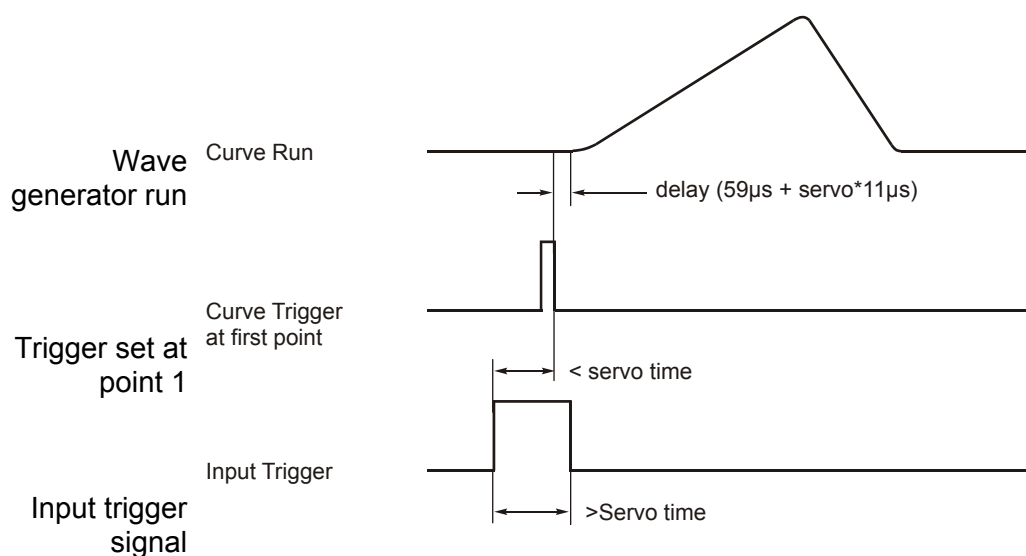 Wave
generator run
Curve Run
delay (59µs + servo*11µs)
Trigger set at
point 1
Curve Trigger
at first point
< servo time
Input trigger
signal
Input Trigger
>Servo time